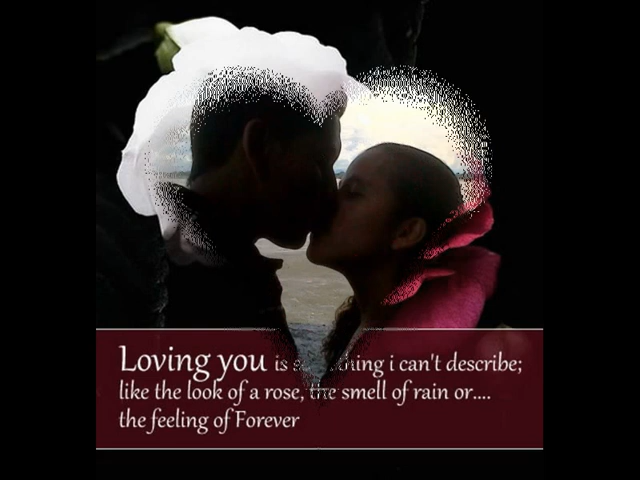 Loving you is something i can't describe;
like the look of a rose, the smell of rain or....
the feeling of Forever